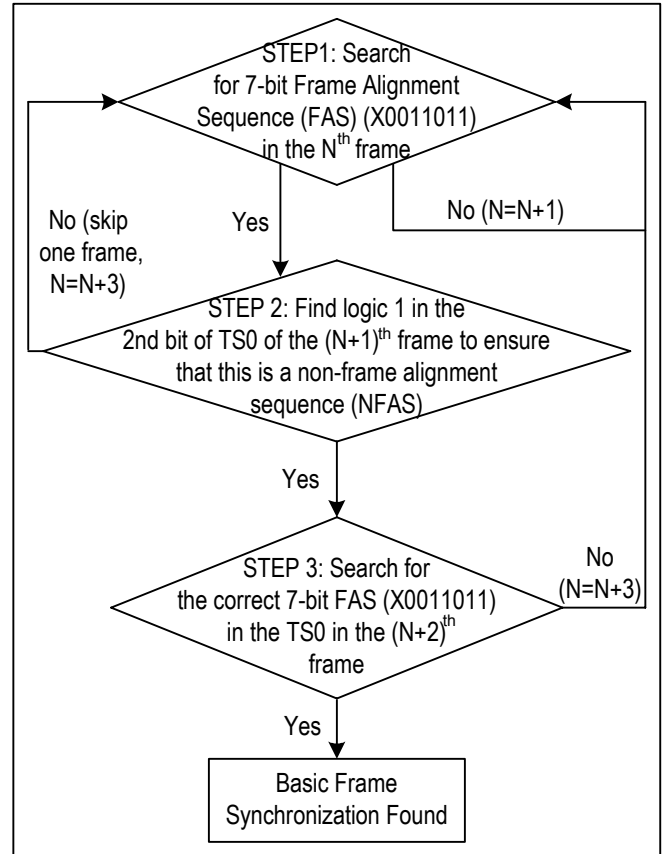 STEP1: Search
for 7-bit Frame Alignment
Sequence (FAS) (X0011011)
in the Nth frame
No (N=N+1)
Yes
No (skip
one frame,
N=N+3)
STEP 2: Find logic 1 in the
2nd bit of TS0 of the (N+1)th frame to ensure
that this is a non-frame alignment
sequence (NFAS)
Yes
STEP 3: Search for
the correct 7-bit FAS (X0011011)
in the TS0 in the (N+2)th
frame
No
(N=N+3)
Yes
Basic Frame
Synchronization Found